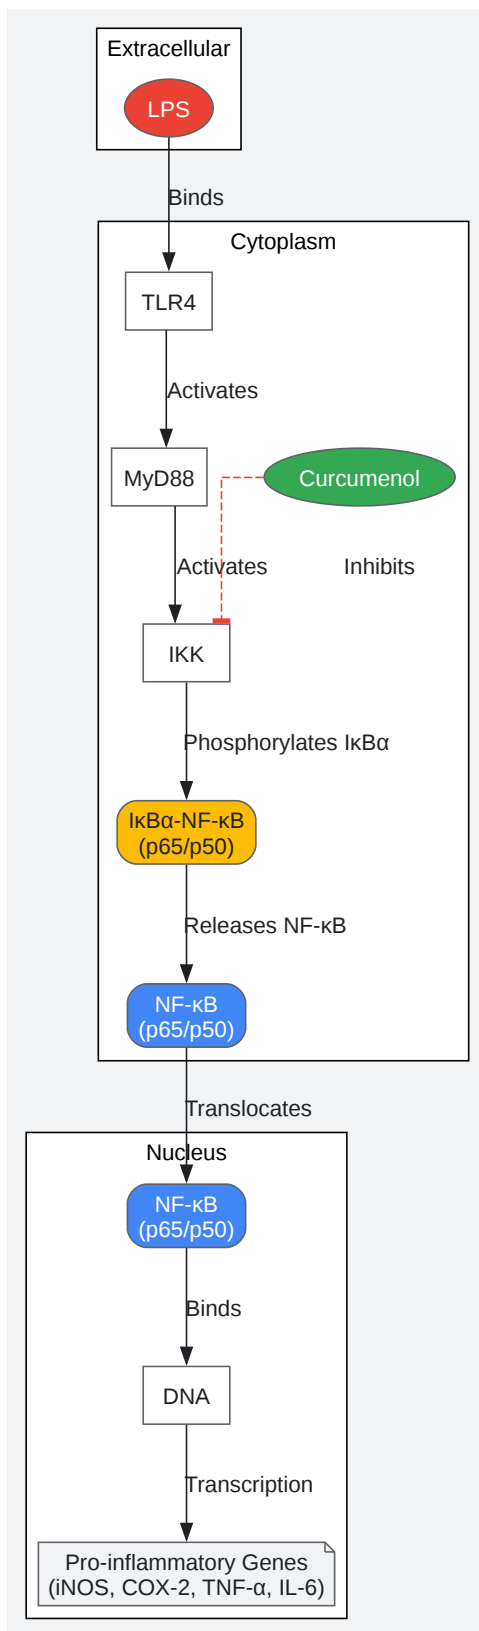 Extracellular
LPS
Binds
Cytoplasm
TLR4
Activates
MyD88
Curcumenol
Activates
Inhibits
IKK
Phosphorylates IκBα
IκBα-NF-κB
(p65/p50)
Releases NF-κB
NF-κB
(p65/p50)
Translocates
Nucleus
NF-κB
(p65/p50)
Binds
DNA
Transcription
Pro-inflammatory Genes
(iNOS, COX-2, TNF-α, IL-6)